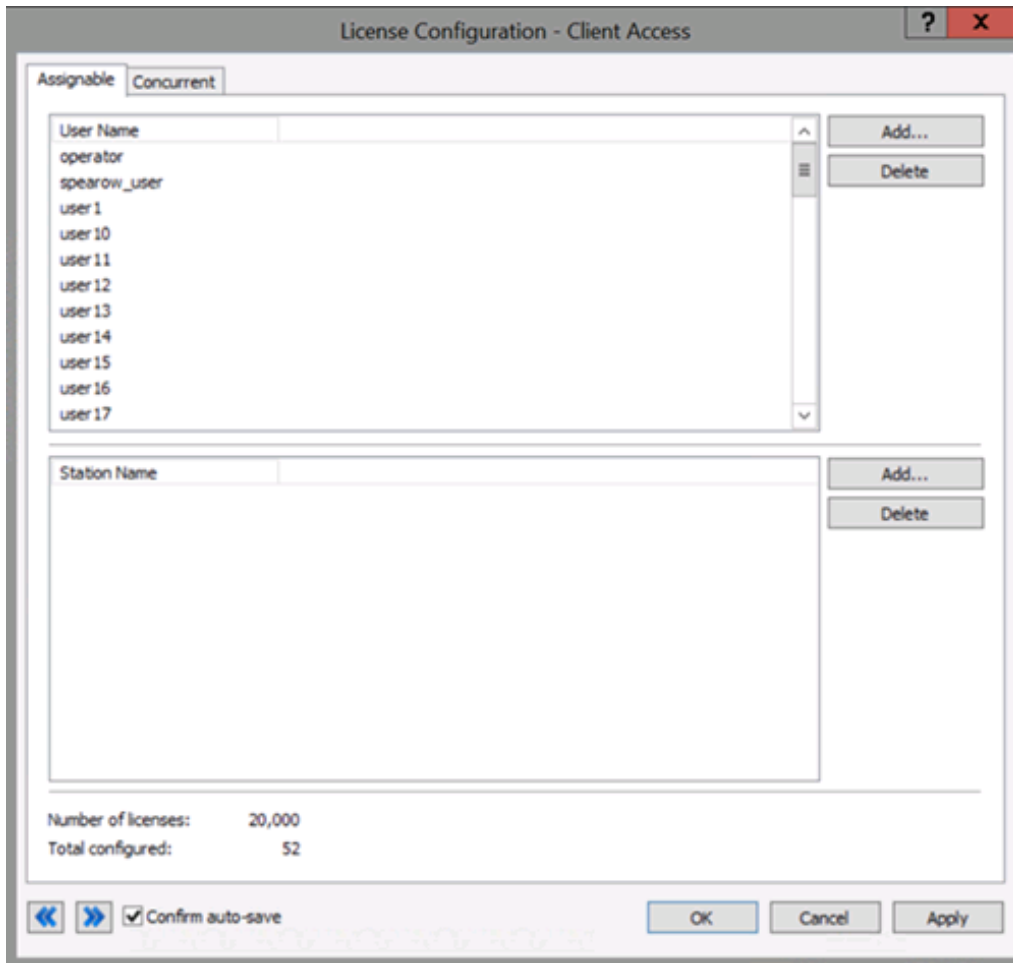 License Configuration - Client Access
? X
Assignable Concurrent
User Name
Add...
operator
Delete
spearow_user
user1
user10
user11
user12
user13
user14
user15
user16
user17
Station Name
Add...
Delete
Number of licenses: 20,000
Total configured: 52
Confirm auto-save
OK Cancel Apply